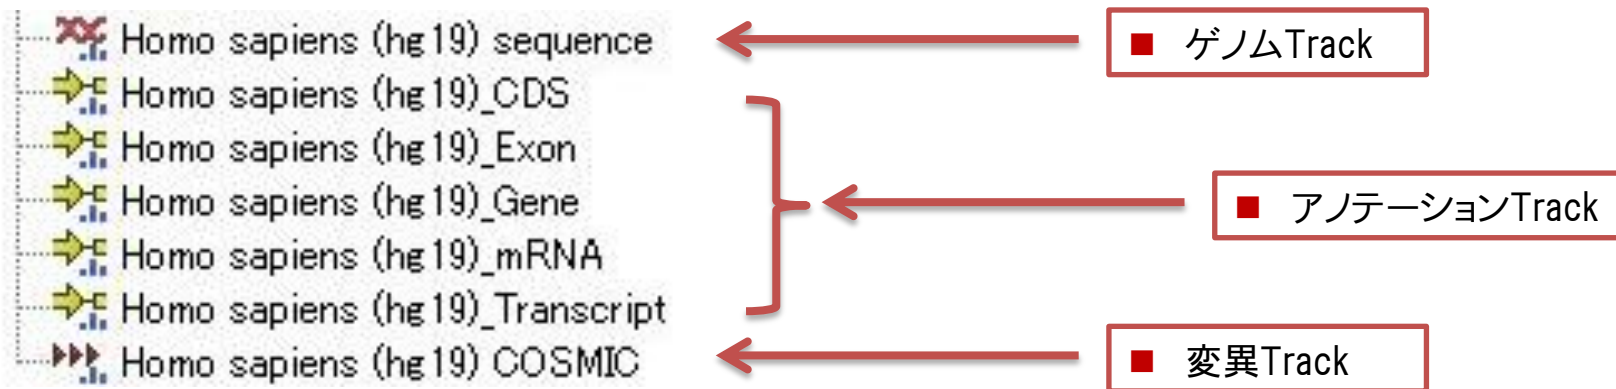 Homo sapiens (hg19) sequence
■ ゲノムTrack
Homo sapiens (hg19)_CDS
Homo sapiens (hg19)_Exon
Homo sapiens (hg19)_Gene
■ アノテーションTrack
Homo sapiens (hg19)_mRNA
Homo sapiens (hg19)_Transcript
Homo sapiens (hg19) COSMIC
■ 変異Track